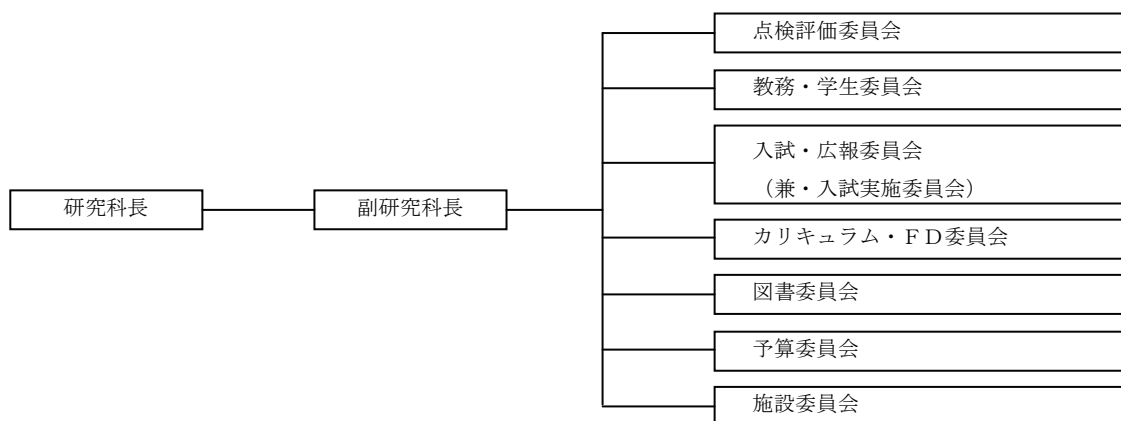 点検評価委員会
教務・学生委員会
入試・広報委員会
（兼・入試実施委員会）
研究科長
副研究科長
カリキュラム・ＦＤ委員会
図書委員会
予算委員会
施設委員会